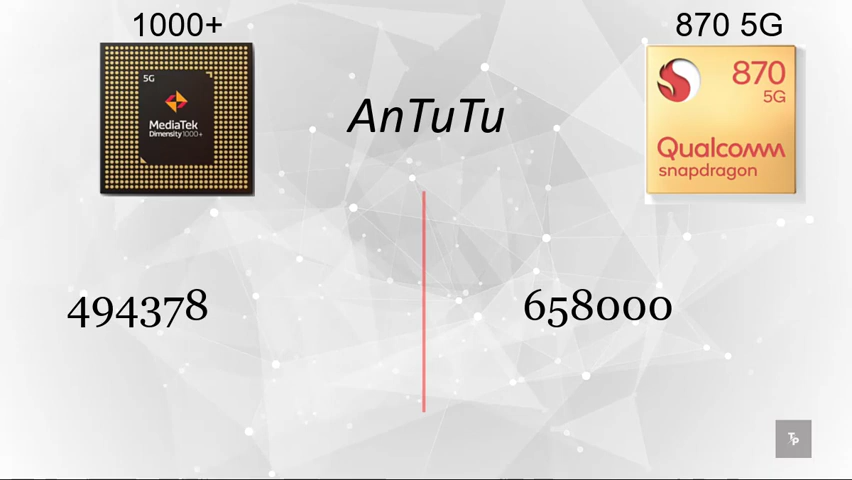 1000+
870 5G
5G
MediaTek
Dimensity 1000+
AnTuTu
870
5G
Qualcomm
snapdragon
494378
658000
TP